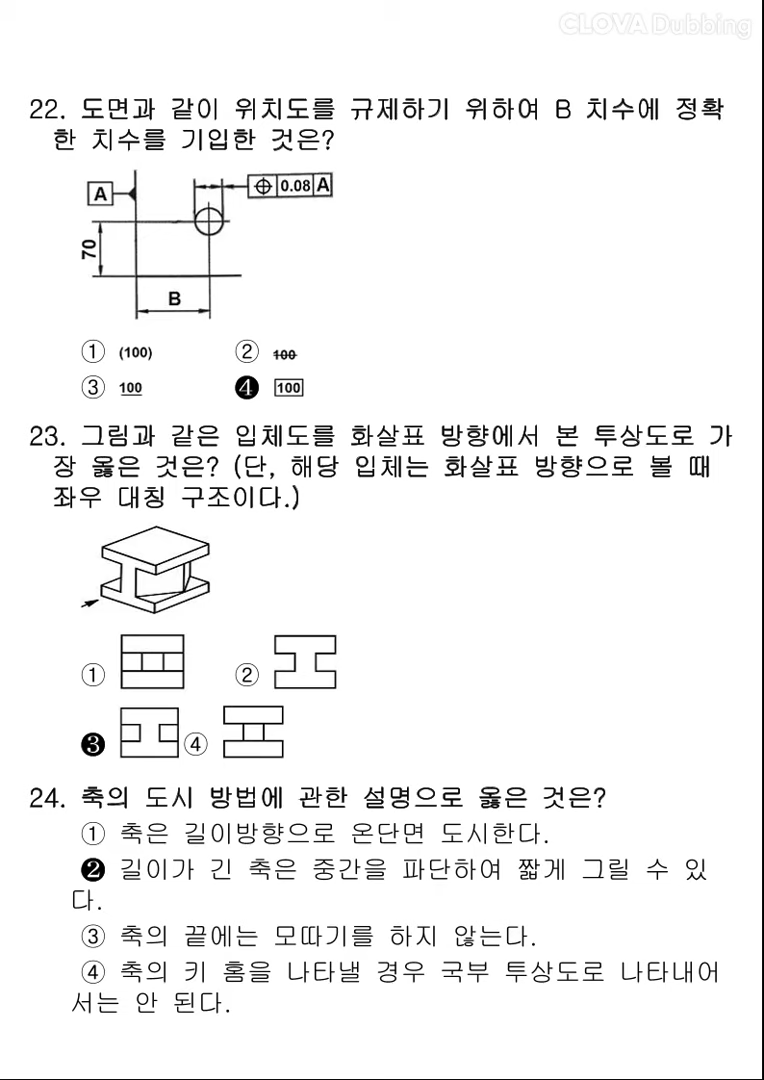 CLOVA Dubbing
22. 도면과 같이 위치도를 규제하기 위하여 B 치수에 정확
한 치수를 기입한 것은?
A
⌖ 0.08 A
70
B
① (100) ② 100
③ 100 ❹ 100
23. 그림과 같은 입체도를 화살표 방향에서 본 투상도로 가
장 옳은 것은? (단, 해당 입체는 화살표 방향으로 볼 때
좌우 대칭 구조이다.)
① ②
❸ ④
24. 축의 도시 방법에 관한 설명으로 옳은 것은?
① 축은 길이방향으로 온단면 도시한다.
❷ 길이가 긴 축은 중간을 파단하여 짧게 그릴 수 있
다.
③ 축의 끝에는 모따기를 하지 않는다.
④ 축의 키 홈을 나타낼 경우 국부 투상도로 나타내어
서는 안 된다.